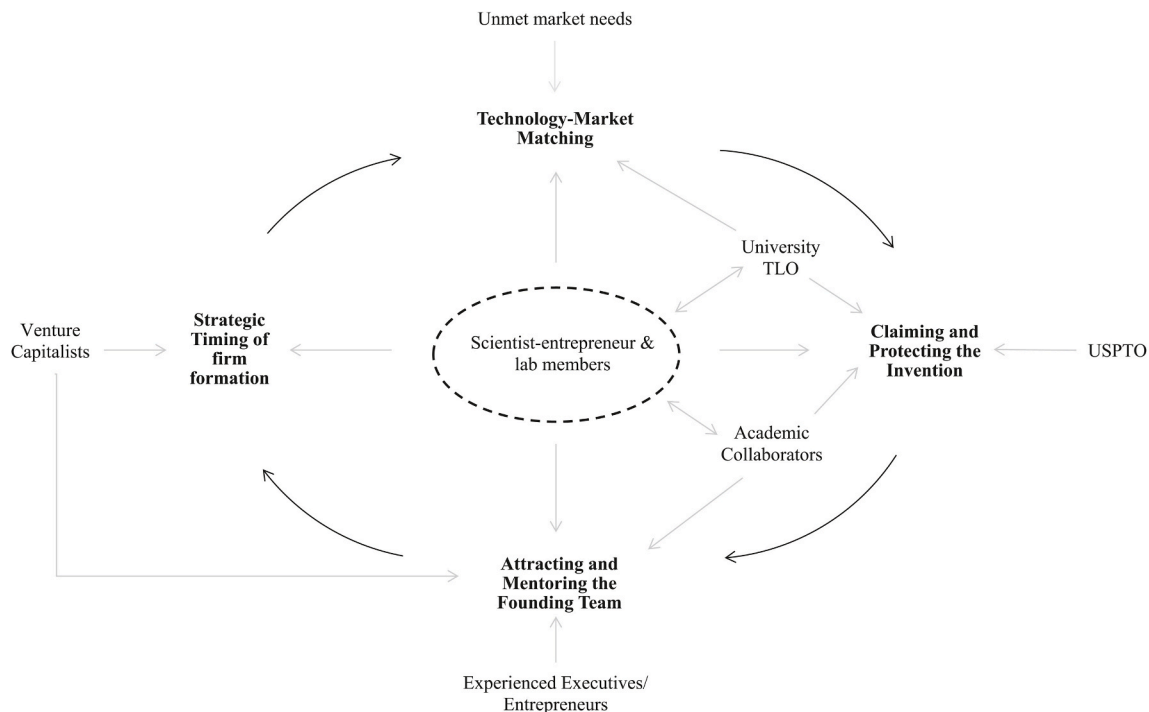 Unmet market needs
Technology-Market
Matching
University
TLO
Venture
Capitalists
Strategic
Timing of
firm
formation
Scientist-entrepreneur &
lab members
Claiming and
Protecting the
Invention
USPTO
Academic
Collaborators
Attracting and
Mentoring the
Founding Team
Experienced Executives/
Entrepreneurs